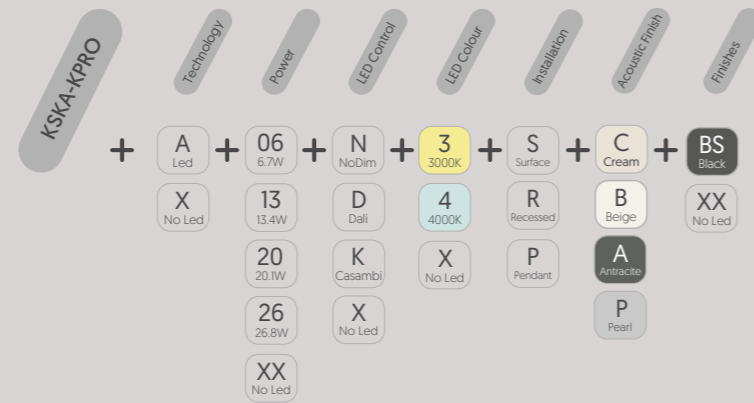 KSKA-KPRO
Technology
Power
LED Control
LED Colour
Installation
Acoustic Finish
Finishes
+ A + 06 + N + 3 + S + C + BS
Led 6.7W NoDim 3000K Surface Cream Black
X 13 D 4 R B XX
No Led 13.4W Dali 4000K Recessed Beige No Led
20 K X P A
20.1W Casambi No Led Pendant Antracite
26 X P
26.8W No Led Pearl
XX
No Led